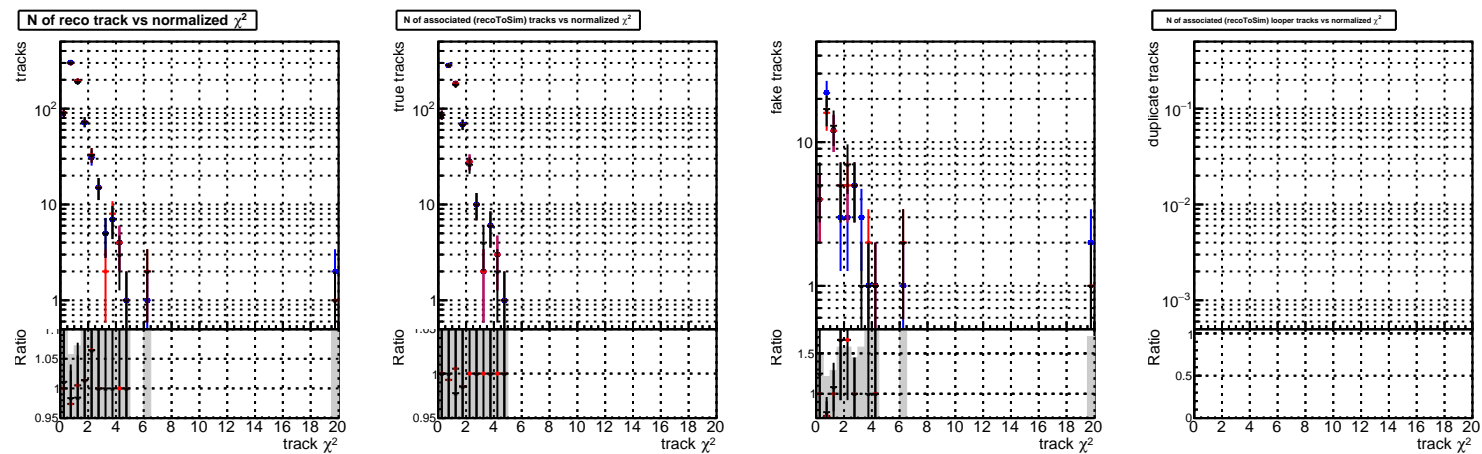 N of reco track vs normalized χ²
tracks
10²
10
1
Ratio
1.1
1.05
1
0.95
0 2 4 6 8 10 12 14 16 18 20
track χ²
N of associated (recoToSim) tracks vs normalized χ²
true tracks
10²
10
1
Ratio
1.05
1
0.95
0 2 4 6 8 10 12 14 16 18 20
track χ²
fake tracks
10
1
Ratio
1.5
1
0 2 4 6 8 10 12 14 16 18 20
track χ²
N of associated (recoToSim) looper tracks vs normalized χ²
duplicate tracks
10⁻¹
10⁻²
10⁻³
Ratio
1
0.5
0
0 2 4 6 8 10 12 14 16 18 20
track χ²